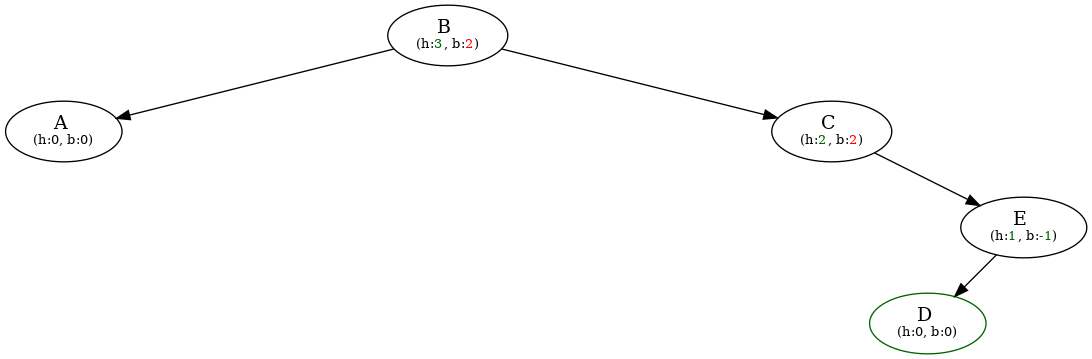 B
(h:3, b:2)
A
(h:0, b:0)
C
(h:2, b:2)
E
(h:1, b:-1)
D
(h:0, b:0)